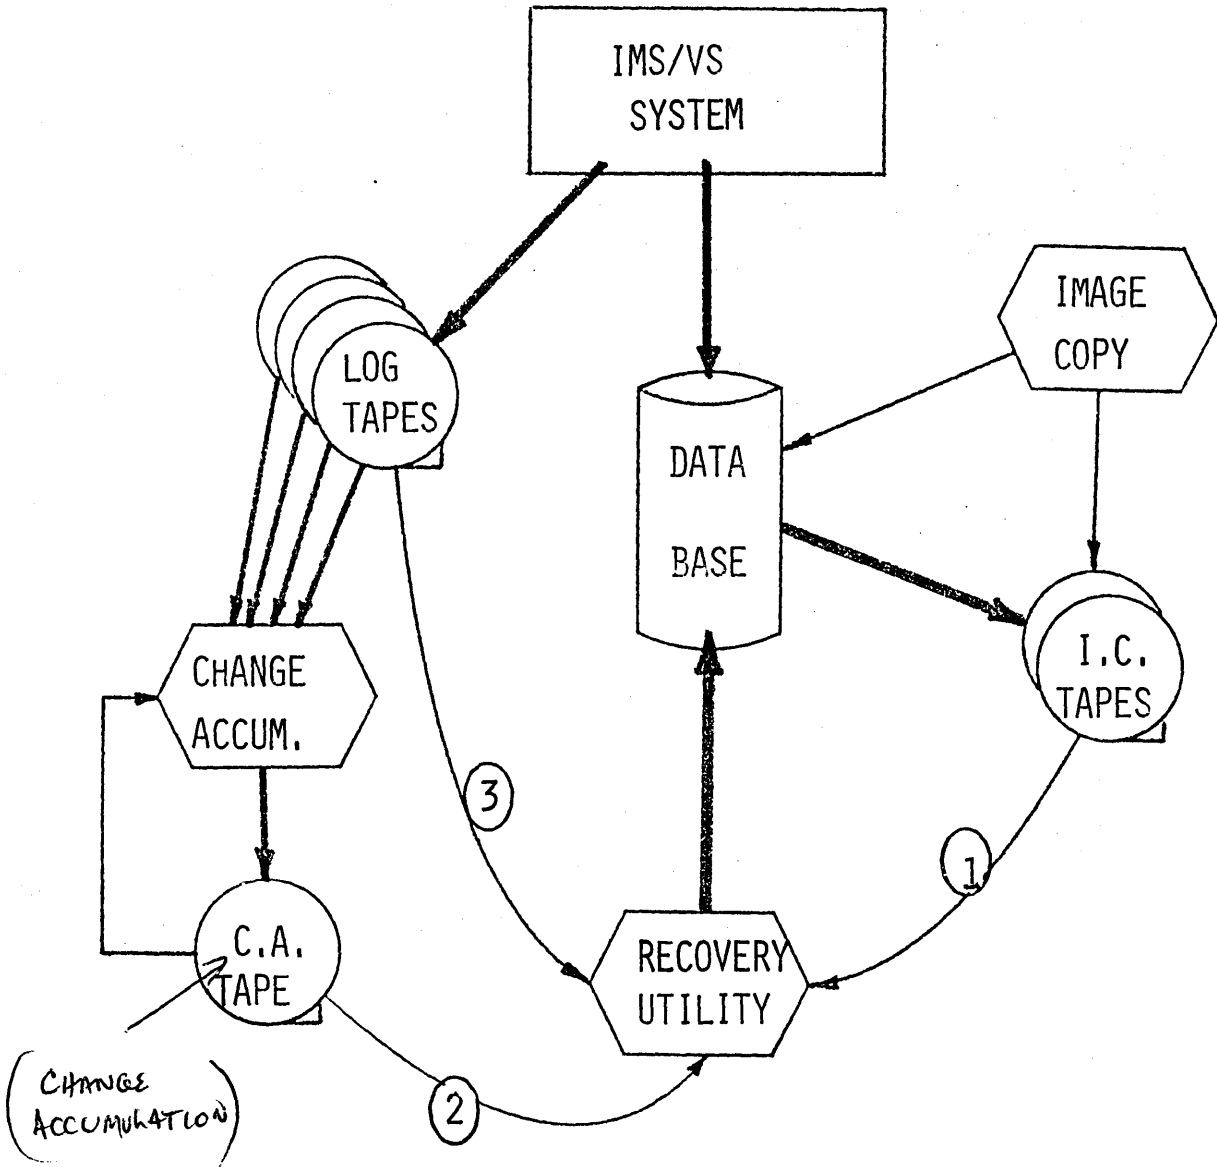 IMS/VS
SYSTEM
IMAGE
COPY
LOG
TAPES
DATA
BASE
I.C.
TAPES
CHANGE
ACCUM.
3
1
C.A.
TAPE
RECOVERY
UTILITY
2
(CHANGE
ACCUMULATION)